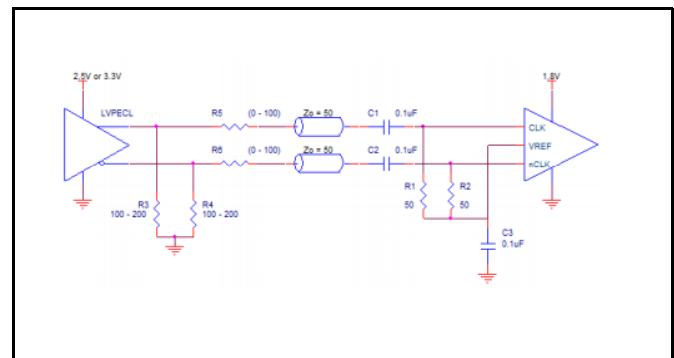 2.5V or 3.3V
1.8V
LVPECL
R5
(0 - 100)
Zo = 50
C1
0.1uF
CLK
VREF
R6
(0 - 100)
Zo = 50
C2
0.1uF
nCLK
R1
50
R2
50
R3
100 - 200
R4
100 - 200
C3
0.1uF